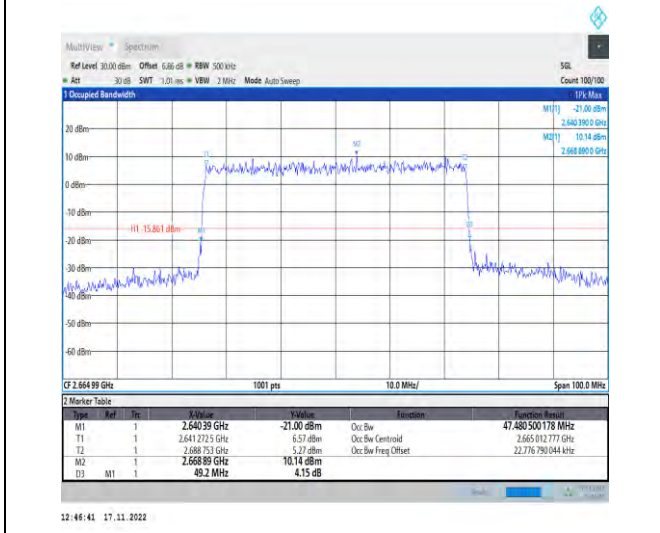 MultiView Spectrum
Ref Level 30.00 dBm Offset 6.86 dB RBW 500 kHz SGL
Att 30 dB SWT 1.01 ms VBW 2 MHz Mode Auto Sweep Count 100/100
1 Occupied Bandwidth 1Pk Max
M1[1] -21.00 dBm
2.640 390 0 GHz
M2[1] 10.14 dBm
2.668 890 0 GHz
20 dBm
10 dBm
0 dBm
-10 dBm
H1 -15.861 dBm
-20 dBm
-30 dBm
-40 dBm
-50 dBm
-60 dBm
M1
T1
M2
T2
D3
CF 2.664 99 GHz 1001 pts 10.0 MHz/ Span 100.0 MHz
2 Marker Table
Type Ref Trc X-Value Y-Value Function Function Result
M1 1 2.640 39 GHz -21.00 dBm Occ Bw 47.480 500 178 MHz
T1 1 2.641 272 5 GHz 6.57 dBm Occ Bw Centroid 2.665 012 777 GHz
T2 1 2.688 753 GHz 5.27 dBm Occ Bw Freq Offset 22.776 790 044 kHz
M2 1 2.668 89 GHz 10.14 dBm
D3 M1 1 49.2 MHz 4.15 dB
12:46:41 17.11.2022